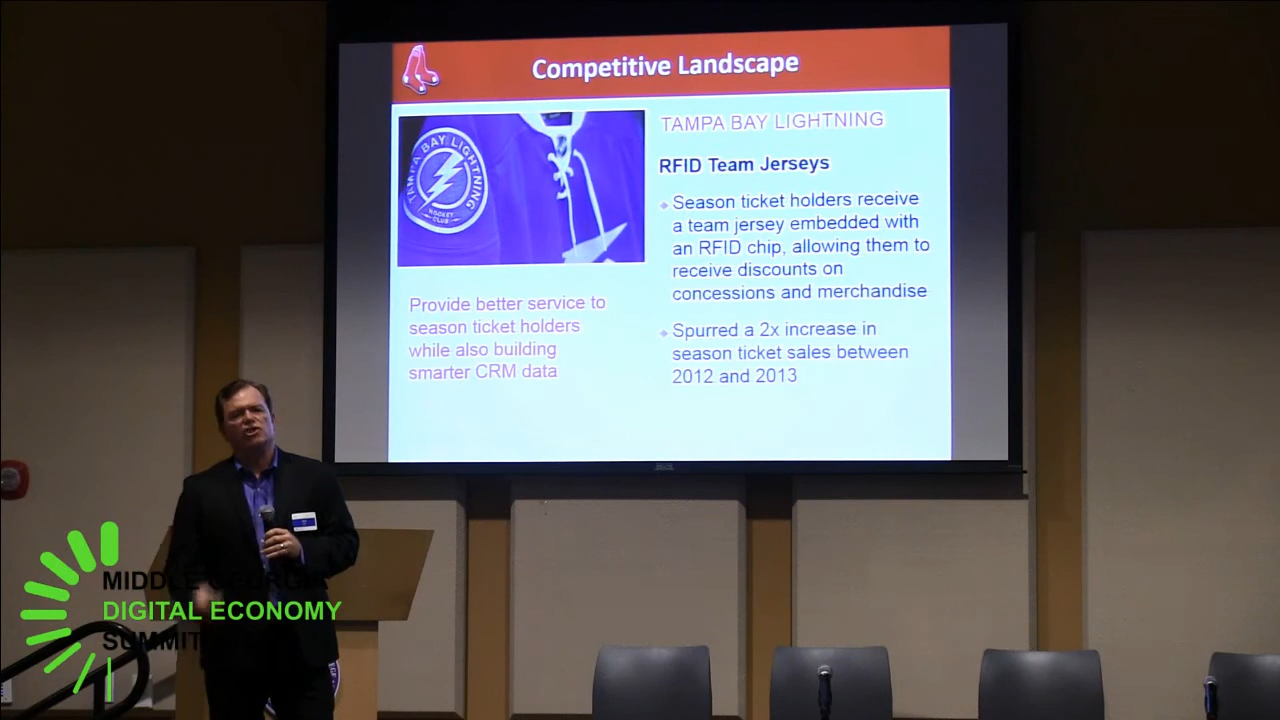 Competitive Landscape
TAMPA BAY LIGHTNING
HOCKEY
CLUB
Provide better service to
season ticket holders
while also building
smarter CRM data
TAMPA BAY LIGHTNING
RFID Team Jerseys
Season ticket holders receive
a team jersey embedded with
an RFID chip, allowing them to
receive discounts on
concessions and merchandise
Spurred a 2x increase in
season ticket sales between
2012 and 2013
MIDDLE GEORGIA
DIGITAL ECONOMY
SUMMIT